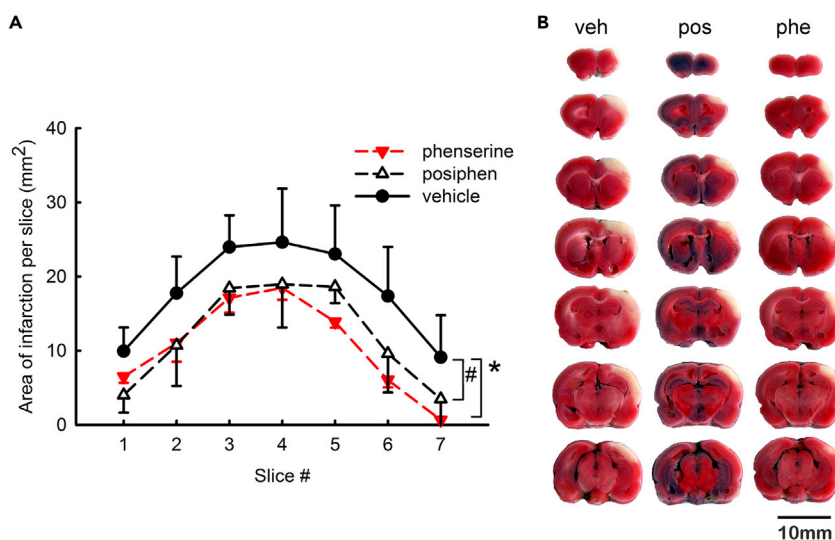 A
B
veh pos phe
phenserine
posiphen
vehicle
Area of infarction per slice (mm2)
40
30
20
10
0
# *
1 2 3 4 5 6 7
Slice #
10mm